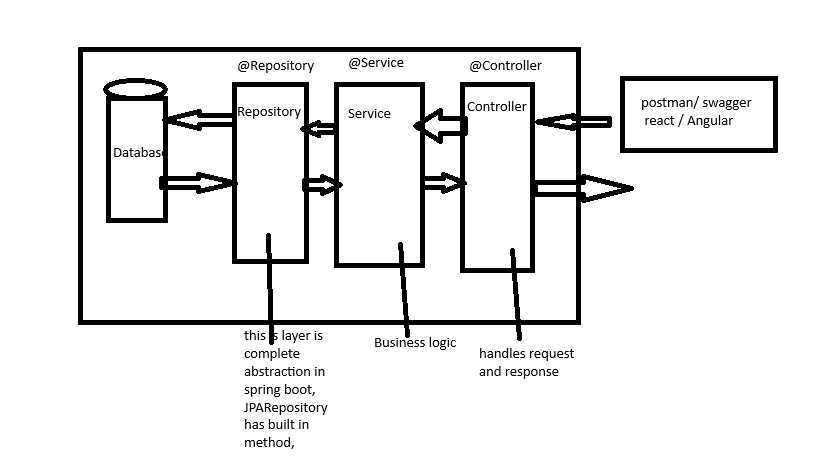 @Repository
@Service
@Controller
postman/ swagger
react / Angular
Repository
Service
Controller
Database
this is layer is
complete
abstraction in
spring boot,
JPARepository
has built in
method,
Business logic
handles request
and response